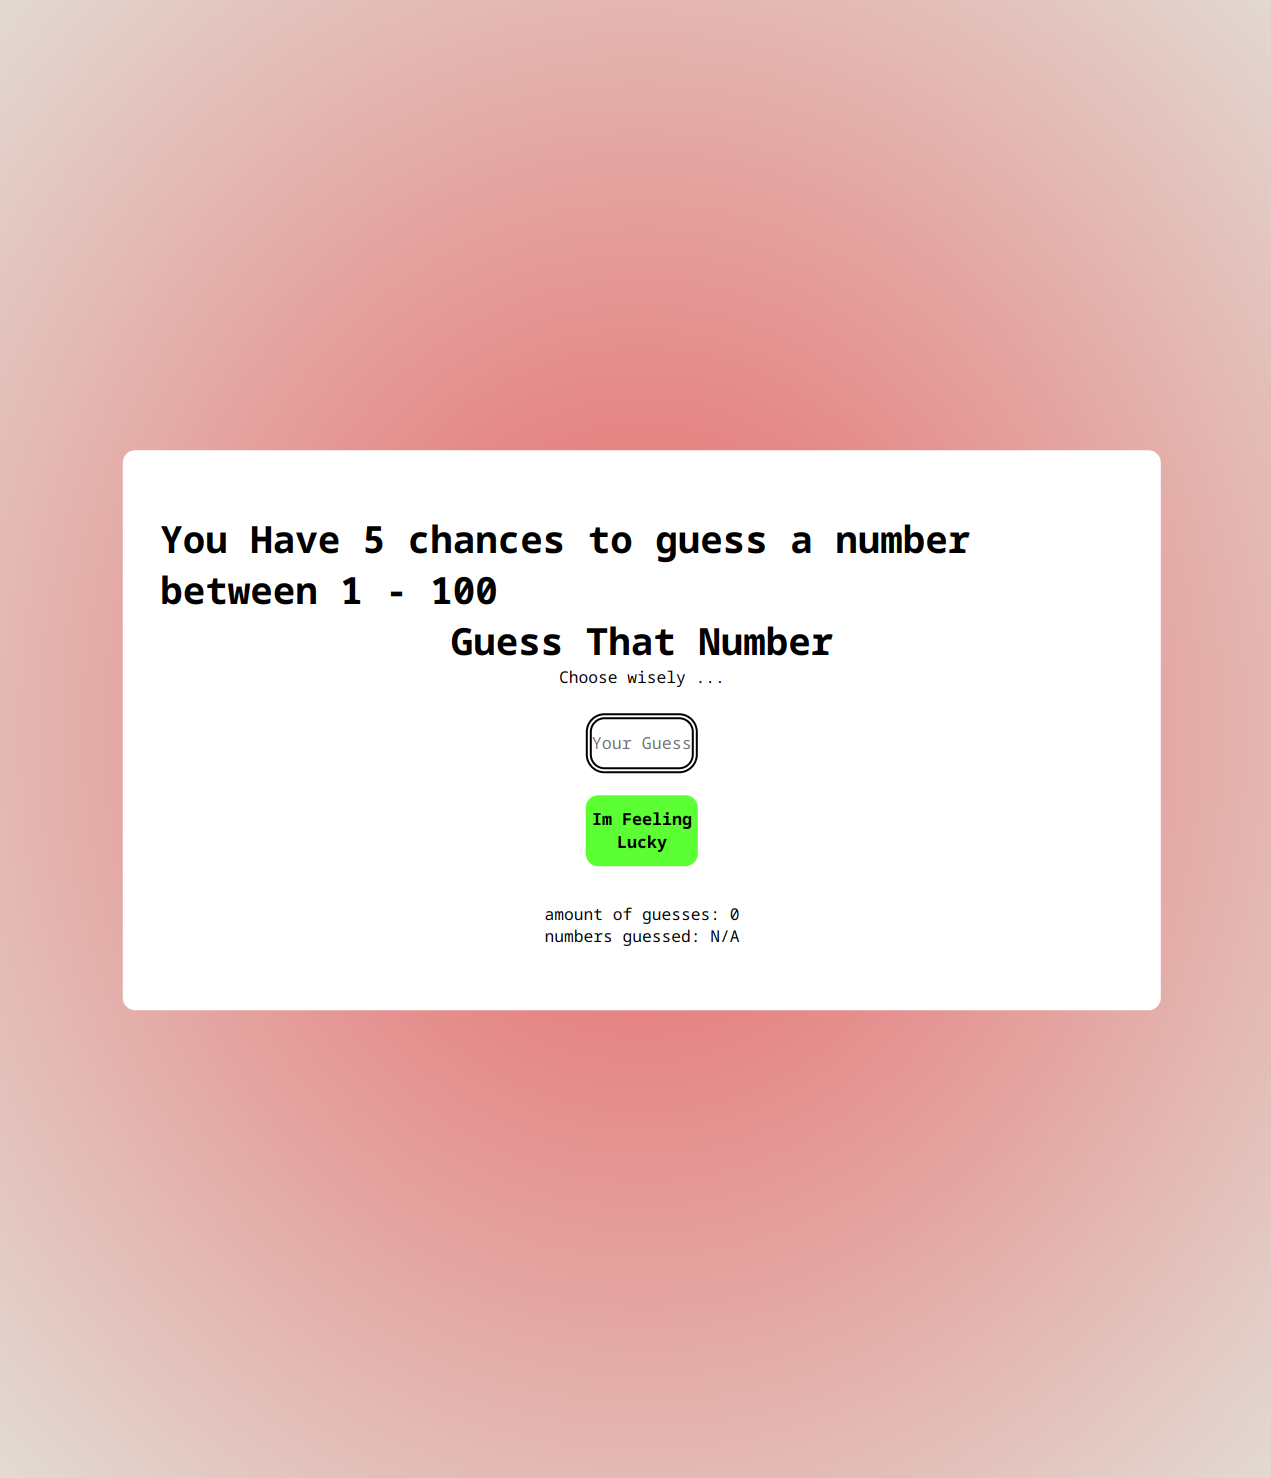 You Have 5 chances to guess a number
between 1 - 100
Guess That Number
Choose wisely ...
Your Guess
Im Feeling
Lucky
amount of guesses: 0
numbers guessed: N/A